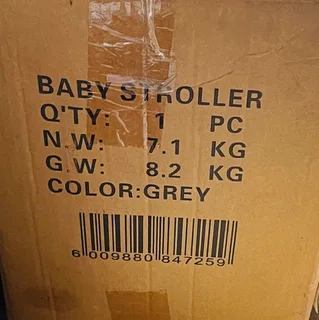 BABY STROLLER
Q'TY: 1 PC
N.W: 7.1 KG
G.W: 8.2 KG
COLOR:GREY
6 009880 847259